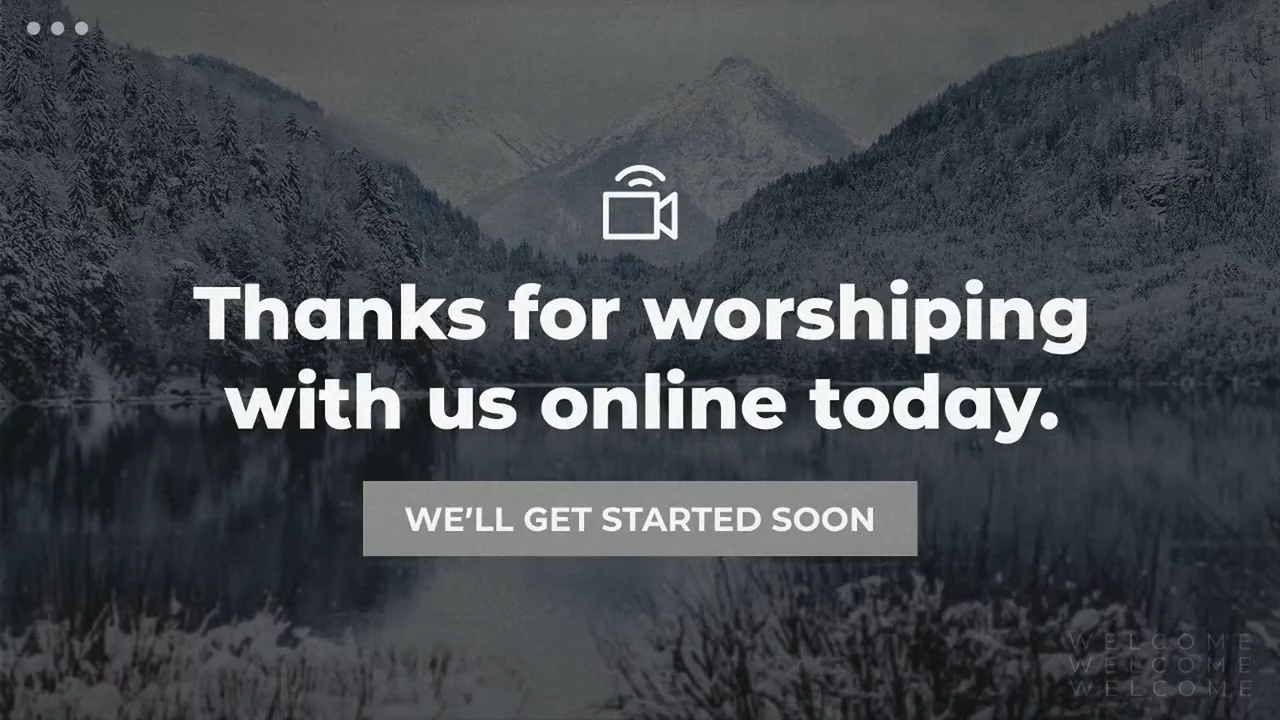 Thanks for worshiping
with us online today.
WE'LL GET STARTED SOON
WELCOME
WELCOME
WELCOME